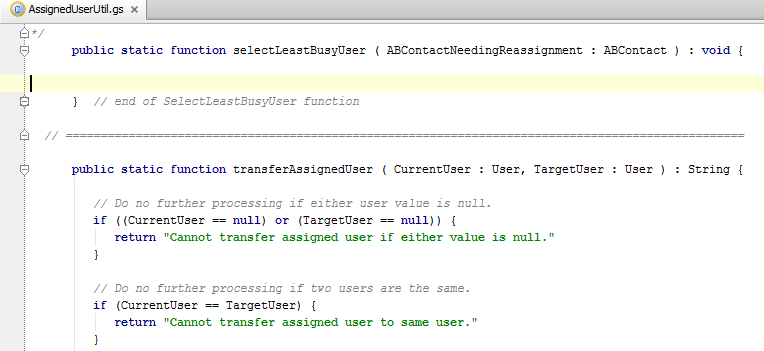 AssignedUserUtil.gs ×
*/
public static function selectLeastBusyUser ( ABContactNeedingReassignment : ABContact ) : void {
} // end of SelectLeastBusyUser function
// =================================================================================================
public static function transferAssignedUser ( CurrentUser : User, TargetUser : User ) : String {
// Do no further processing if either user value is null.
if ((CurrentUser == null) or (TargetUser == null)) {
return "Cannot transfer assigned user if either value is null."
}
// Do no further processing if two users are the same.
if (CurrentUser == TargetUser) {
return "Cannot transfer assigned user to same user."
}